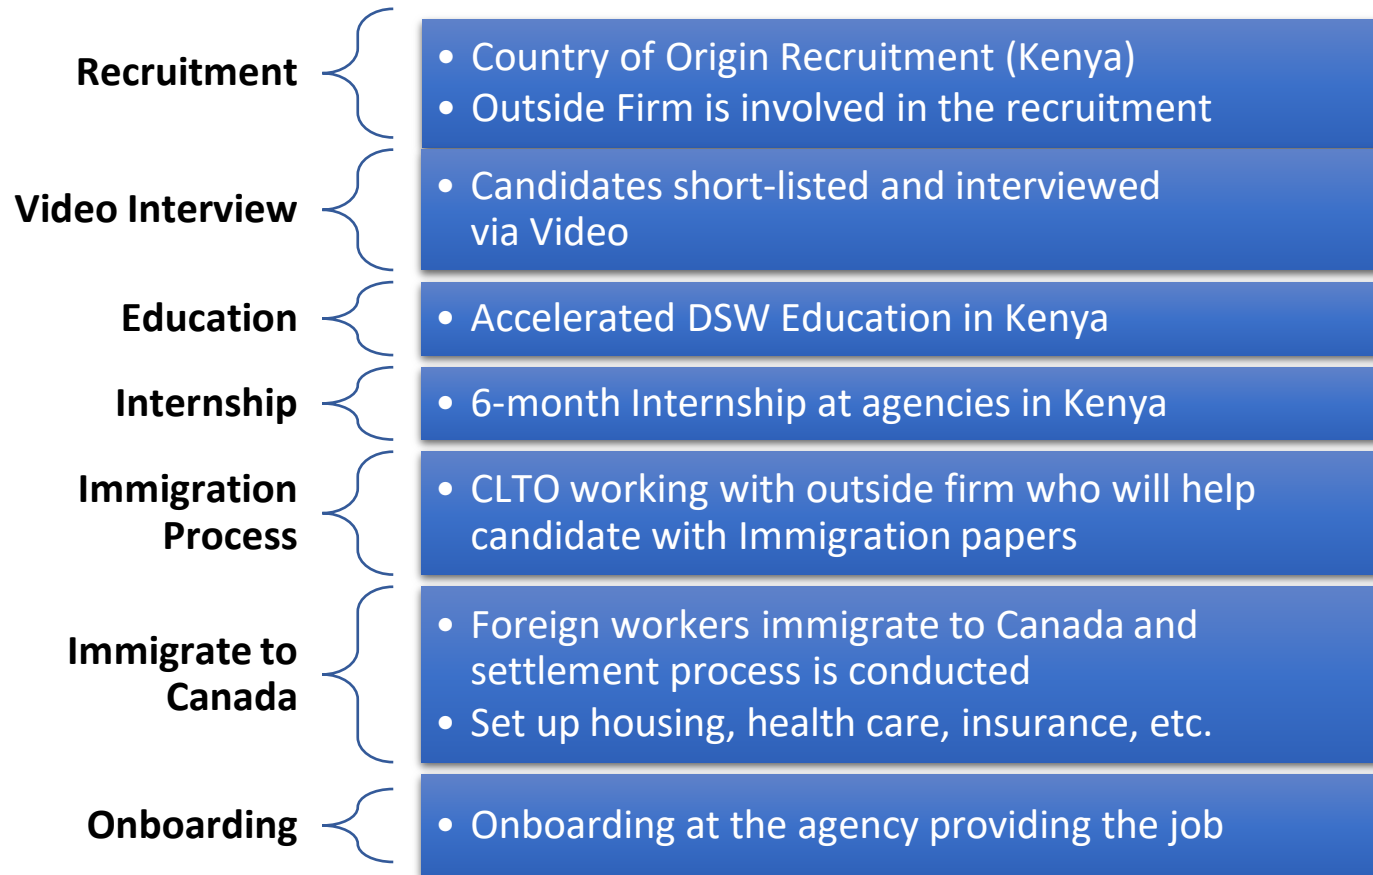 Recruitment
• Country of Origin Recruitment (Kenya)
• Outside Firm is involved in the recruitment
Video Interview
• Candidates short-listed and interviewed
via Video
Education
• Accelerated DSW Education in Kenya
Internship
• 6-month Internship at agencies in Kenya
Immigration
Process
• CLTO working with outside firm who will help
candidate with Immigration papers
Immigrate to
Canada
• Foreign workers immigrate to Canada and
settlement process is conducted
• Set up housing, health care, insurance, etc.
Onboarding
• Onboarding at the agency providing the job